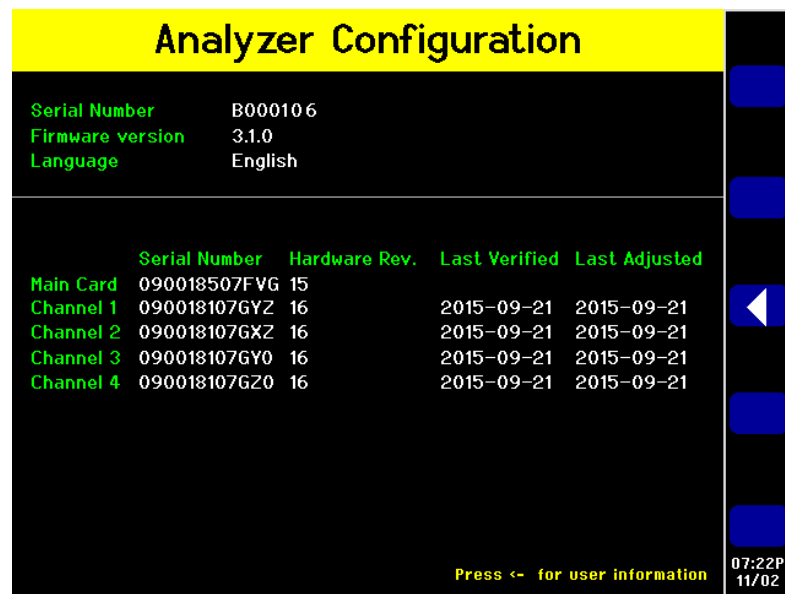 Analyzer Configuration
Serial Number B000106
Firmware version 3.1.0
Language English
Serial Number Hardware Rev. Last Verified Last Adjusted
Main Card 090018507FVG 15
Channel 1 090018107GYZ 16 2015-09-21 2015-09-21
Channel 2 090018107GXZ 16 2015-09-21 2015-09-21
Channel 3 090018107GY0 16 2015-09-21 2015-09-21
Channel 4 090018107GZ0 16 2015-09-21 2015-09-21
Press <- for user information
07:22P
11/02